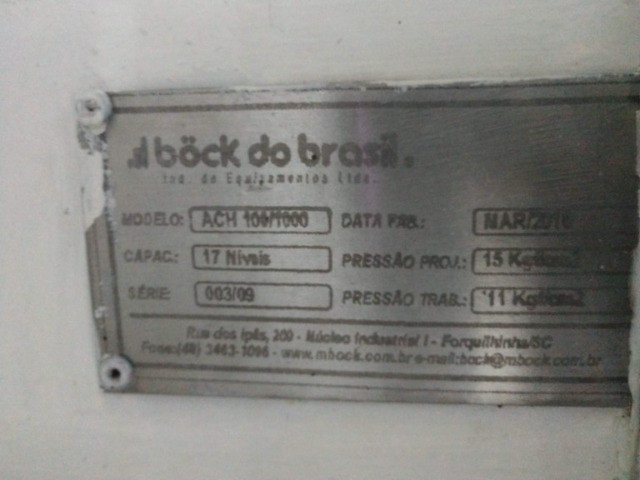 böck do brasil
Ind. de Equipamentos Ltda.
MODELO: ACH 100/1000 DATA FAB.: MAR/2010
CAPAC.: 17 Níveis PRESSÃO PROJ.: 15 Kgf/cm2
SÉRIE: 003/09 PRESSÃO TRAB.: 11 Kgf/cm2
Rua dos Ipês, 200 - Núcleo Industrial I - Forquilhinha/SC
Fone:(48) 3463-1096 - www.mbock.com.br e-mail:bock@mbock.com.br